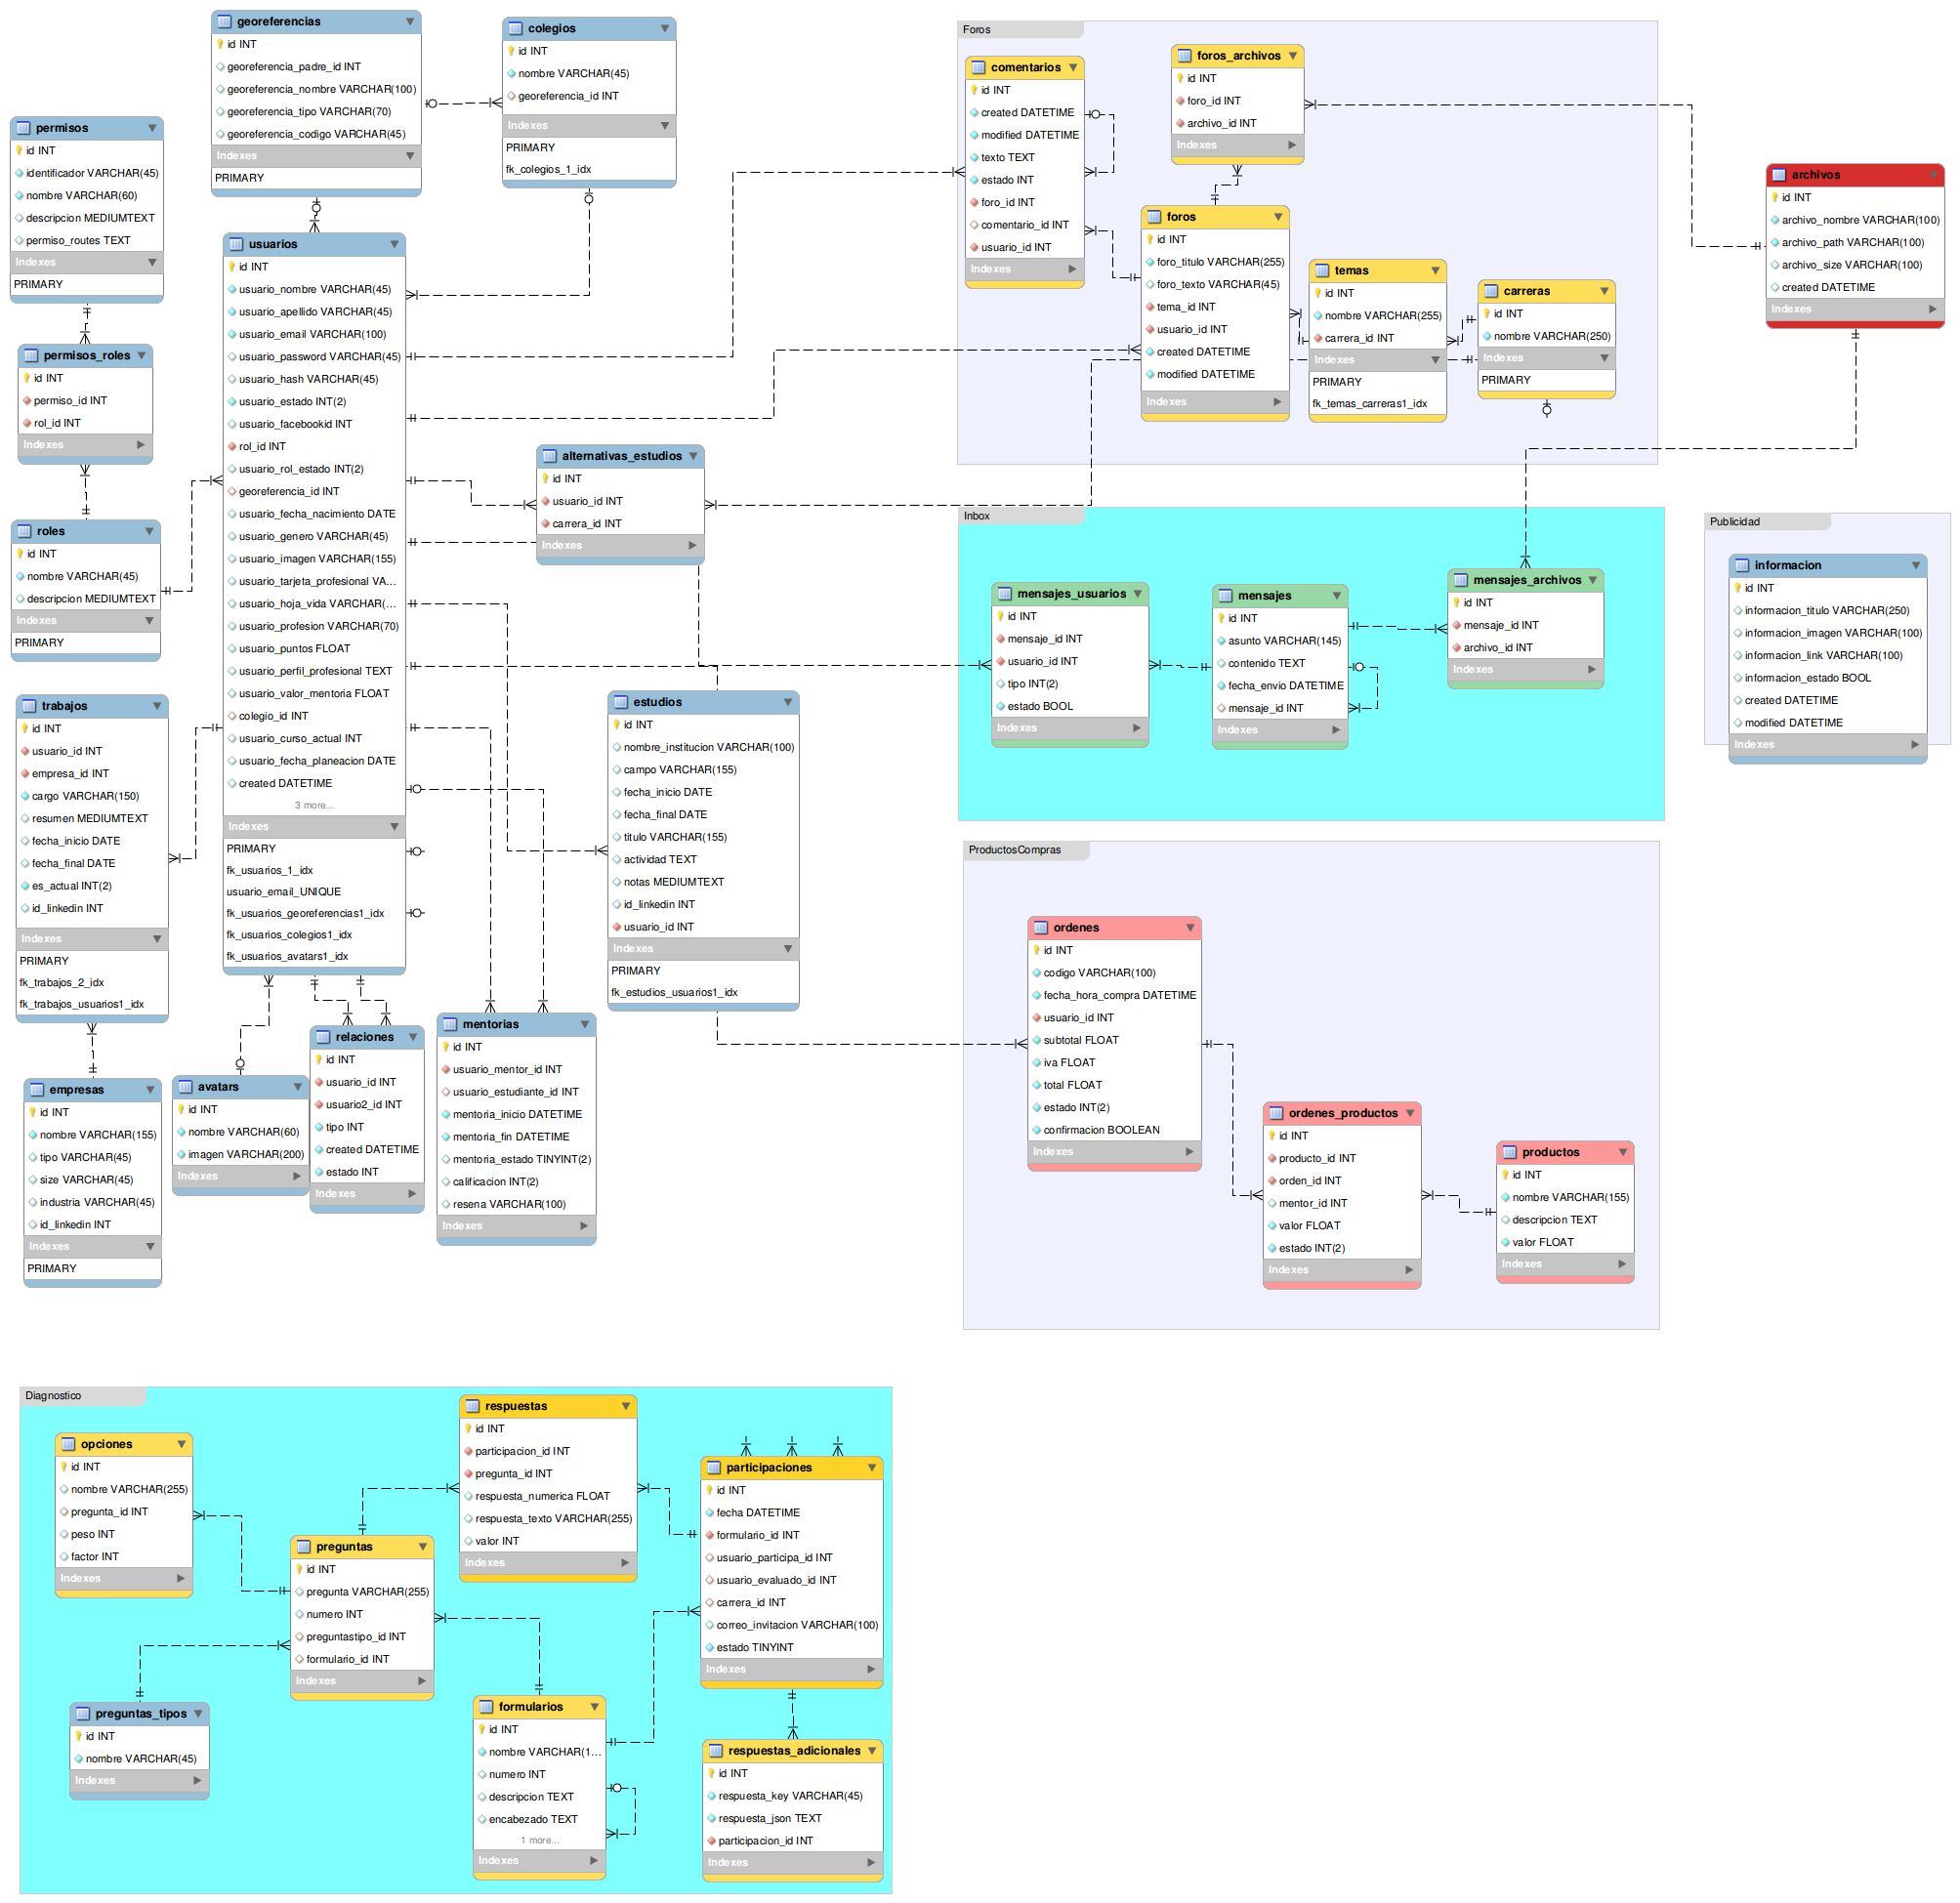 georeferencias
id INT
georeferencia_padre_id INT
georeferencia_nombre VARCHAR(100)
georeferencia_tipo VARCHAR(70)
georeferencia_codigo VARCHAR(45)
Indexes
PRIMARY
colegios
id INT
nombre VARCHAR(45)
georeferencia_id INT
Indexes
PRIMARY
fk_colegios_1_idx
permisos
id INT
identificador VARCHAR(45)
nombre VARCHAR(60)
descripcion MEDIUMTEXT
permiso_routes TEXT
Indexes
PRIMARY
permisos_roles
id INT
permiso_id INT
rol_id INT
Indexes
roles
id INT
nombre VARCHAR(45)
descripcion MEDIUMTEXT
Indexes
PRIMARY
usuarios
id INT
usuario_nombre VARCHAR(45)
usuario_apellido VARCHAR(45)
usuario_email VARCHAR(100)
usuario_password VARCHAR(45)
usuario_hash VARCHAR(45)
usuario_estado INT(2)
usuario_facebookid INT
rol_id INT
usuario_rol_estado INT(2)
georeferencia_id INT
usuario_fecha_nacimiento DATE
usuario_genero VARCHAR(45)
usuario_imagen VARCHAR(155)
usuario_tarjeta_profesional VA...
usuario_hoja_vida VARCHAR(...
usuario_profesion VARCHAR(70)
usuario_puntos FLOAT
usuario_perfil_profesional TEXT
usuario_valor_mentoria FLOAT
colegio_id INT
usuario_curso_actual INT
usuario_fecha_planeacion DATE
created DATETIME
3 more...
Indexes
PRIMARY
fk_usuarios_1_idx
usuario_email_UNIQUE
fk_usuarios_georeferencias1_idx
fk_usuarios_colegios1_idx
fk_usuarios_avatars1_idx
alternativas_estudios
id INT
usuario_id INT
carrera_id INT
Indexes
trabajos
id INT
usuario_id INT
empresa_id INT
cargo VARCHAR(150)
resumen MEDIUMTEXT
fecha_inicio DATE
fecha_final DATE
es_actual INT(2)
id_linkedin INT
Indexes
PRIMARY
fk_trabajos_2_idx
fk_trabajos_usuarios1_idx
empresas
id INT
nombre VARCHAR(155)
tipo VARCHAR(45)
size VARCHAR(45)
industria VARCHAR(45)
id_linkedin INT
Indexes
PRIMARY
avatars
id INT
nombre VARCHAR(60)
imagen VARCHAR(200)
Indexes
relaciones
id INT
usuario_id INT
usuario2_id INT
tipo INT
created DATETIME
estado INT
Indexes
mentorias
id INT
usuario_mentor_id INT
usuario_estudiante_id INT
mentoria_inicio DATETIME
mentoria_fin DATETIME
mentoria_estado TINYINT(2)
calificacion INT(2)
resena VARCHAR(100)
Indexes
estudios
id INT
nombre_institucion VARCHAR(100)
campo VARCHAR(155)
fecha_inicio DATE
fecha_final DATE
titulo VARCHAR(155)
actividad TEXT
notas MEDIUMTEXT
id_linkedin INT
usuario_id INT
Indexes
PRIMARY
fk_estudios_usuarios1_idx
Foros
comentarios
id INT
created DATETIME
modified DATETIME
texto TEXT
estado INT
foro_id INT
comentario_id INT
usuario_id INT
Indexes
foros_archivos
id INT
foro_id INT
archivo_id INT
Indexes
foros
id INT
foro_titulo VARCHAR(255)
foro_texto VARCHAR(45)
tema_id INT
usuario_id INT
created DATETIME
modified DATETIME
Indexes
temas
id INT
nombre VARCHAR(255)
carrera_id INT
Indexes
PRIMARY
fk_temas_carreras1_idx
carreras
id INT
nombre VARCHAR(250)
Indexes
PRIMARY
archivos
id INT
archivo_nombre VARCHAR(100)
archivo_path VARCHAR(100)
archivo_size VARCHAR(100)
created DATETIME
Indexes
Inbox
mensajes_usuarios
id INT
mensaje_id INT
usuario_id INT
tipo INT(2)
estado BOOL
Indexes
mensajes
id INT
asunto VARCHAR(145)
contenido TEXT
fecha_envio DATETIME
mensaje_id INT
Indexes
mensajes_archivos
id INT
mensaje_id INT
archivo_id INT
Indexes
Publicidad
informacion
id INT
informacion_titulo VARCHAR(250)
informacion_imagen VARCHAR(100)
informacion_link VARCHAR(100)
informacion_estado BOOL
created DATETIME
modified DATETIME
Indexes
ProductosCompras
ordenes
id INT
codigo VARCHAR(100)
fecha_hora_compra DATETIME
usuario_id INT
subtotal FLOAT
iva FLOAT
total FLOAT
estado INT(2)
confirmacion BOOLEAN
Indexes
ordenes_productos
id INT
producto_id INT
orden_id INT
mentor_id INT
valor FLOAT
estado INT(2)
Indexes
productos
id INT
nombre VARCHAR(155)
descripcion TEXT
valor FLOAT
Indexes
Diagnostico
opciones
id INT
nombre VARCHAR(255)
pregunta_id INT
peso INT
factor INT
Indexes
preguntas
id INT
pregunta VARCHAR(255)
numero INT
preguntastipo_id INT
formulario_id INT
Indexes
preguntas_tipos
id INT
nombre VARCHAR(45)
Indexes
respuestas
id INT
participacion_id INT
pregunta_id INT
respuesta_numerica FLOAT
respuesta_texto VARCHAR(255)
valor INT
Indexes
participaciones
id INT
fecha DATETIME
formulario_id INT
usuario_participa_id INT
usuario_evaluado_id INT
carrera_id INT
correo_invitacion VARCHAR(100)
estado TINYINT
Indexes
formularios
id INT
nombre VARCHAR(1...
numero INT
descripcion TEXT
encabezado TEXT
1 more...
Indexes
respuestas_adicionales
id INT
respuesta_key VARCHAR(45)
respuesta_json TEXT
participacion_id INT
Indexes